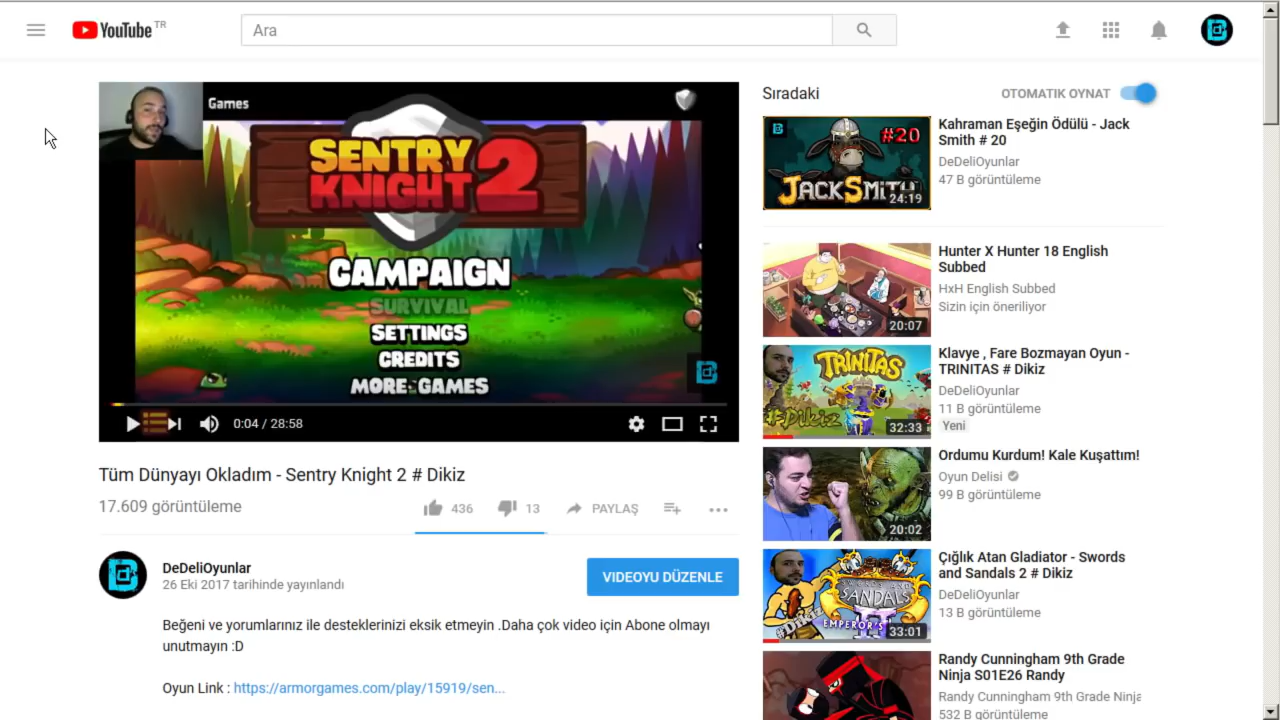 YouTube TR
Ara
Games
SENTRY
KNIGHT 2
CAMPAIGN
SURVIVAL
SETTINGS
CREDITS
MORE GAMES
0:04 / 28:58
Tüm Dünyayı Okladım - Sentry Knight 2 # Dikiz
17.609 görüntüleme
436
13
PAYLAŞ
DeDeliOyunlar
26 Eki 2017 tarihinde yayınlandı
VIDEOYU DÜZENLE
Beğeni ve yorumlarınız ile desteklerinizi eksik etmeyin .Daha çok video için Abone olmayı
unutmayın :D
Oyun Link : https://armorgames.com/play/15919/sen...
Sıradaki
OTOMATIK OYNAT
#20
JACKSMITH
24:19
Kahraman Eşeğin Ödülü - Jack
Smith # 20
DeDeliOyunlar
47 B görüntüleme
20:07
Hunter X Hunter 18 English
Subbed
HxH English Subbed
Sizin için öneriliyor
TRINITAS
#Dikiz
32:33
Klavye , Fare Bozmayan Oyun -
TRINITAS # Dikiz
DeDeliOyunlar
11 B görüntüleme
Yeni
20:02
Ordumu Kurdum! Kale Kuşattım!
Oyun Delisi
99 B görüntüleme
SWORDS AND
SANDALS
EMPEROR'S
#Dikiz
33:01
Çığlık Atan Gladiator - Swords
and Sandals 2 # Dikiz
DeDeliOyunlar
13 B görüntüleme
Randy Cunningham 9th Grade
Ninja S01E26 Randy
Randy Cunningham 9th Grade Ninja
532 B görüntüleme